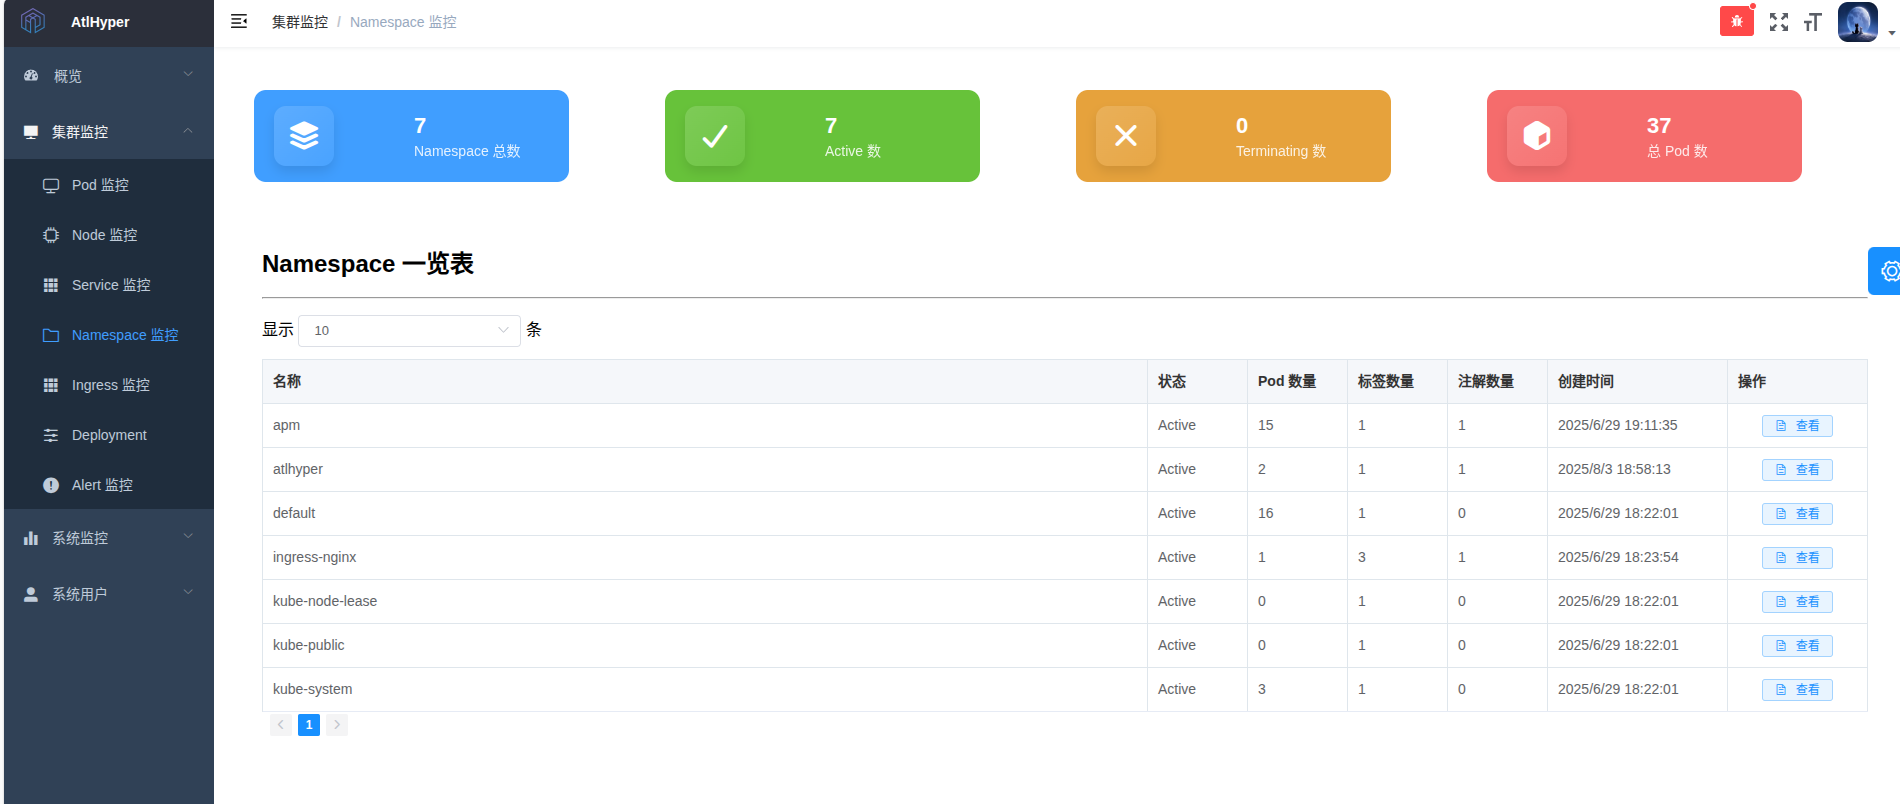 AtlHyper
集群监控 / Namespace 监控
概览
集群监控
Pod 监控
Node 监控
Service 监控
Namespace 监控
Ingress 监控
Deployment
Alert 监控
系统监控
系统用户
7
Namespace 总数
7
Active 数
0
Terminating 数
37
总 Pod 数
Namespace 一览表
显示 10 条
名称 状态 Pod 数量 标签数量 注解数量 创建时间 操作
apm Active 15 1 1 2025/6/29 19:11:35 查看
atlhyper Active 2 1 1 2025/8/3 18:58:13 查看
default Active 16 1 0 2025/6/29 18:22:01 查看
ingress-nginx Active 1 3 1 2025/6/29 18:23:54 查看
kube-node-lease Active 0 1 0 2025/6/29 18:22:01 查看
kube-public Active 0 1 0 2025/6/29 18:22:01 查看
kube-system Active 3 1 0 2025/6/29 18:22:01 查看
1